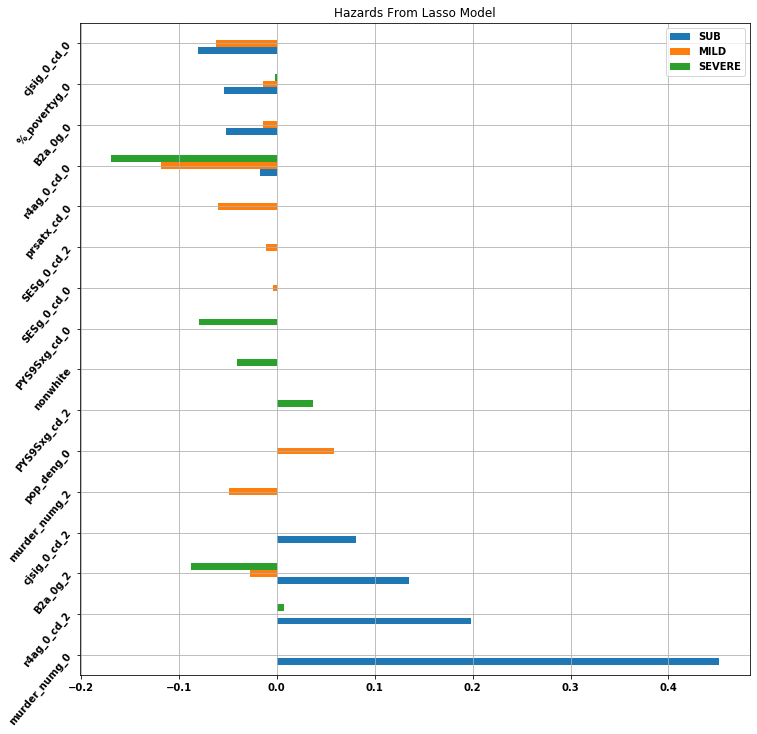 Hazards From Lasso Model
SUB
MILD
SEVERE
cjsig_0_cd_0
%_povertyg_0
B2a_0g_0
r4ag_0_cd_0
prsatx_cd_0
SESg_0_cd_2
SESg_0_cd_0
PYS9Sxg_cd_0
nonwhite
PYS9Sxg_cd_2
pop_deng_0
murder_numg_2
cjsig_0_cd_2
B2a_0g_2
r4ag_0_cd_2
murder_numg_0
−0.2 −0.1 0.0 0.1 0.2 0.3 0.4